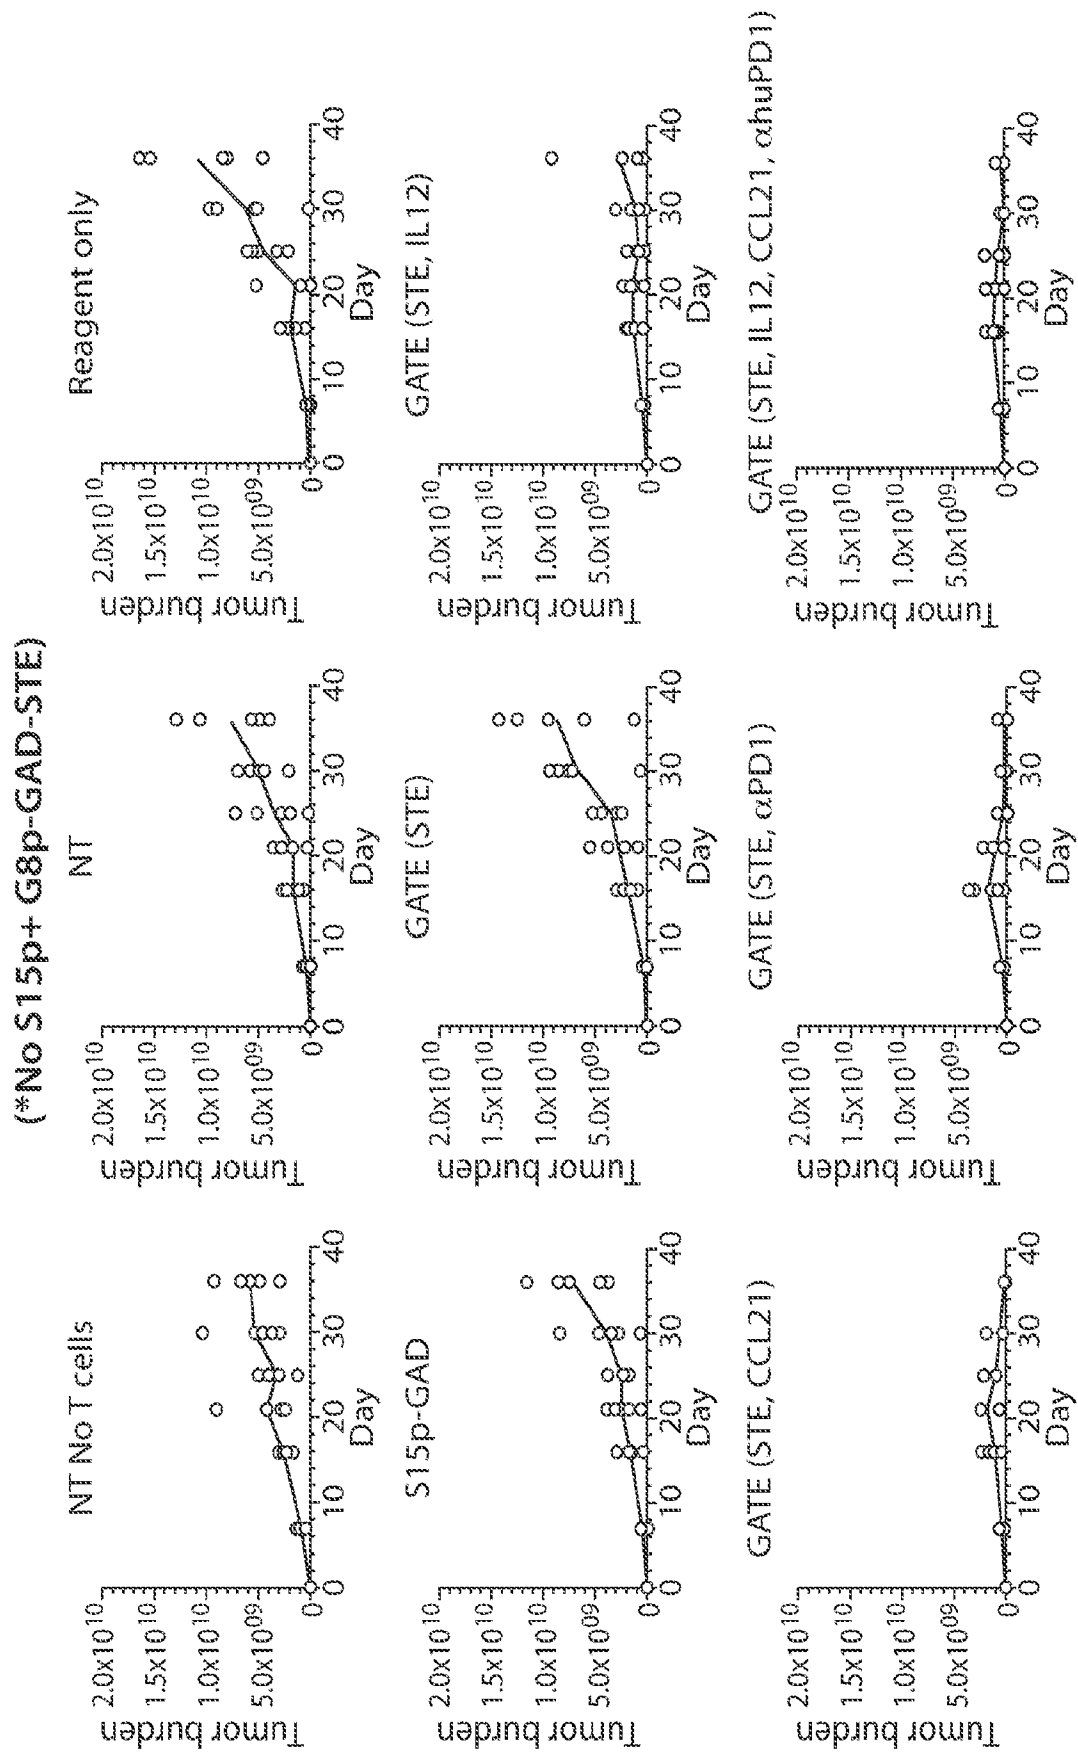 (*No S15p+ G8p-GAD-STE)
NT No T cells
Tumor burden
2.0x10^10
1.5x10^10
1.0x10^10
5.0x10^09
0
0 10 20 30 40
Day
NT
Tumor burden
2.0x10^10
1.5x10^10
1.0x10^10
5.0x10^09
0
0 10 20 30 40
Day
Reagent only
Tumor burden
2.0x10^10
1.5x10^10
1.0x10^10
5.0x10^09
0
0 10 20 30 40
Day
S15p-GAD
Tumor burden
2.0x10^10
1.5x10^10
1.0x10^10
5.0x10^09
0
0 10 20 30 40
Day
GATE (STE)
Tumor burden
2.0x10^10
1.5x10^10
1.0x10^10
5.0x10^09
0
0 10 20 30 40
Day
GATE (STE, IL12)
Tumor burden
2.0x10^10
1.5x10^10
1.0x10^10
5.0x10^09
0
0 10 20 30 40
Day
GATE (STE, CCL21)
Tumor burden
2.0x10^10
1.5x10^10
1.0x10^10
5.0x10^09
0
0 10 20 30 40
Day
GATE (STE, αPD1)
Tumor burden
2.0x10^10
1.5x10^10
1.0x10^10
5.0x10^09
0
0 10 20 30 40
Day
GATE (STE, IL12, CCL21, αhuPD1)
Tumor burden
2.0x10^10
1.5x10^10
1.0x10^10
5.0x10^09
0
0 10 20 30 40
Day